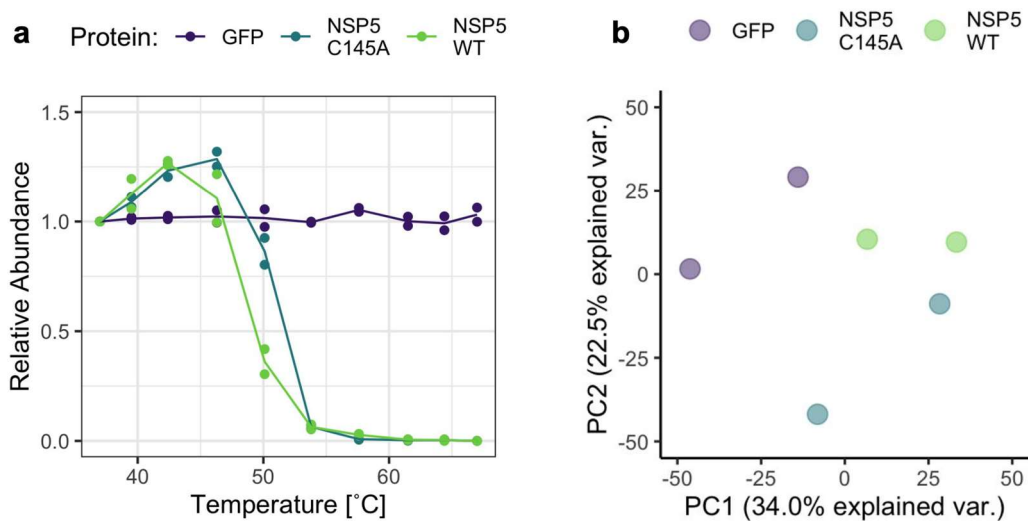 a
Protein: GFP NSP5 C145A NSP5 WT
1.5
1.0
0.5
0.0
Relative Abundance
40 50 60
Temperature [˚C]
b
GFP NSP5 C145A NSP5 WT
50
25
0
-25
-50
PC2 (22.5% explained var.)
-50 -25 0 25 50
PC1 (34.0% explained var.)